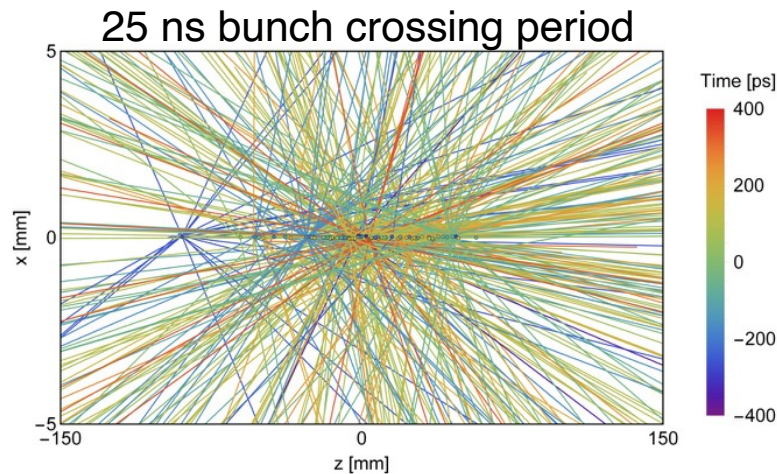 25 ns bunch crossing period
Time [ps]
5
0
−5
x [mm]
−150
0
150
z [mm]
400
200
0
−200
−400